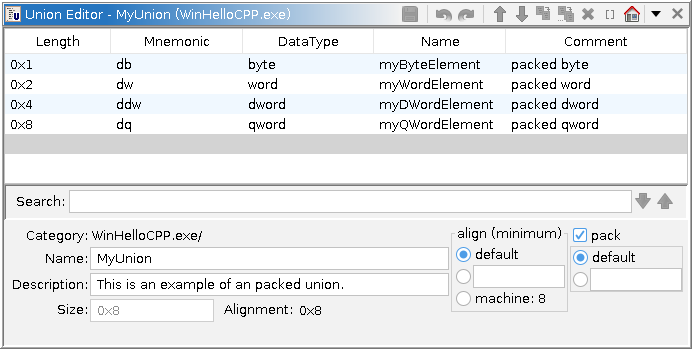 Union Editor - MyUnion (WinHelloCPP.exe)
Length Mnemonic DataType Name Comment
0x1 db byte myByteElement packed byte
0x2 dw word myWordElement packed word
0x4 ddw dword myDWordElement packed dword
0x8 dq qword myQWordElement packed qword
Search:
Category: WinHelloCPP.exe/
Name: MyUnion
Description: This is an example of an packed union.
Size: 0x8 Alignment: 0x8
align (minimum)
default
machine: 8
pack
default